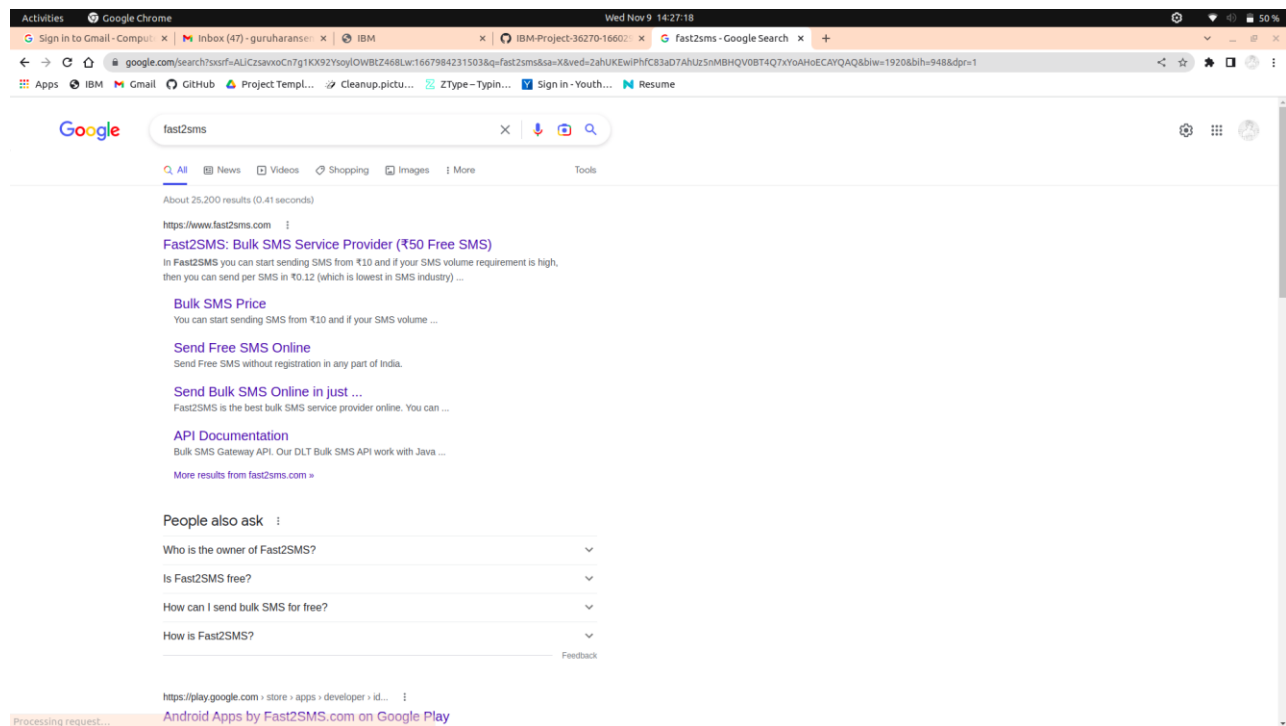 Activities Google Chrome Wed Nov 9 14:27:18 50 %
Sign in to Gmail - Comput Inbox (47) - guruharansen IBM IBM-Project-36270-16602 fast2sms - Google Search
google.com/search?sxsrf=ALiCzsavxoCn7g1KX92YsoylOWBtZ468Lw:1667984231503&q=fast2sms&sa=X&ved=2ahUKEwiPhfC83aD7AhUz5nMBHQV0BT4Q7xYoAHoECAYQAQ&biw=1920&bih=948&dpr=1
Apps IBM Gmail GitHub Project Templ... Cleanup.pictu... ZType – Typin... Sign in - Youth... Resume
Google fast2sms
All News Videos Shopping Images More Tools
About 25,200 results (0.41 seconds)
https://www.fast2sms.com
Fast2SMS: Bulk SMS Service Provider (₹50 Free SMS)
In Fast2SMS you can start sending SMS from ₹10 and if your SMS volume requirement is high,
then you can send per SMS in ₹0.12 (which is lowest in SMS industry) ...
Bulk SMS Price
You can start sending SMS from ₹10 and if your SMS volume ...
Send Free SMS Online
Send Free SMS without registration in any part of India.
Send Bulk SMS Online in just ...
Fast2SMS is the best bulk SMS service provider online. You can ...
API Documentation
Bulk SMS Gateway API. Our DLT Bulk SMS API work with Java ...
More results from fast2sms.com »
People also ask
Who is the owner of Fast2SMS?
Is Fast2SMS free?
How can I send bulk SMS for free?
How is Fast2SMS?
Feedback
https://play.google.com › store › apps › developer › id...
Android Apps by Fast2SMS.com on Google Play
Processing request...